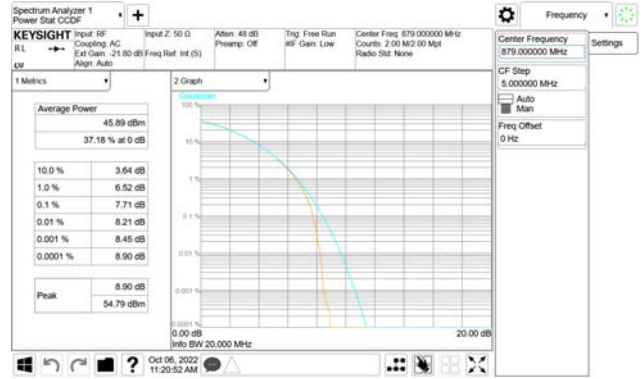 Spectrum Analyzer 1
Power Stat CCDF
+
Frequency
KEYSIGHT
RL
Input: RF
Coupling: AC
Ext Gain: -21.80 dB
Align: Auto
Input Z: 50 Ω
Freq Ref: Int (S)
Atten: 48 dB
Preamp: Off
Trig: Free Run
#IF Gain: Low
Center Freq: 879.000000 MHz
Counts: 2.00 M/2.00 Mpt
Radio Std: None
Center Frequency
879.000000 MHz
Settings
CF Step
5.000000 MHz
Auto
Man
Freq Offset
0 Hz
1 Metrics
2 Graph
Average Power
45.89 dBm
37.18 % at 0 dB
10.0 % 3.64 dB
1.0 % 6.52 dB
0.1 % 7.71 dB
0.01 % 8.21 dB
0.001 % 8.45 dB
0.0001 % 8.90 dB
Peak
8.90 dB
54.79 dBm
Gaussian
100 %
10 %
1 %
0.1 %
0.01 %
0.001 %
0.0001 %
0.00 dB
20.00 dB
Info BW 20.000 MHz
?
Oct 06, 2022
11:20:52 AM